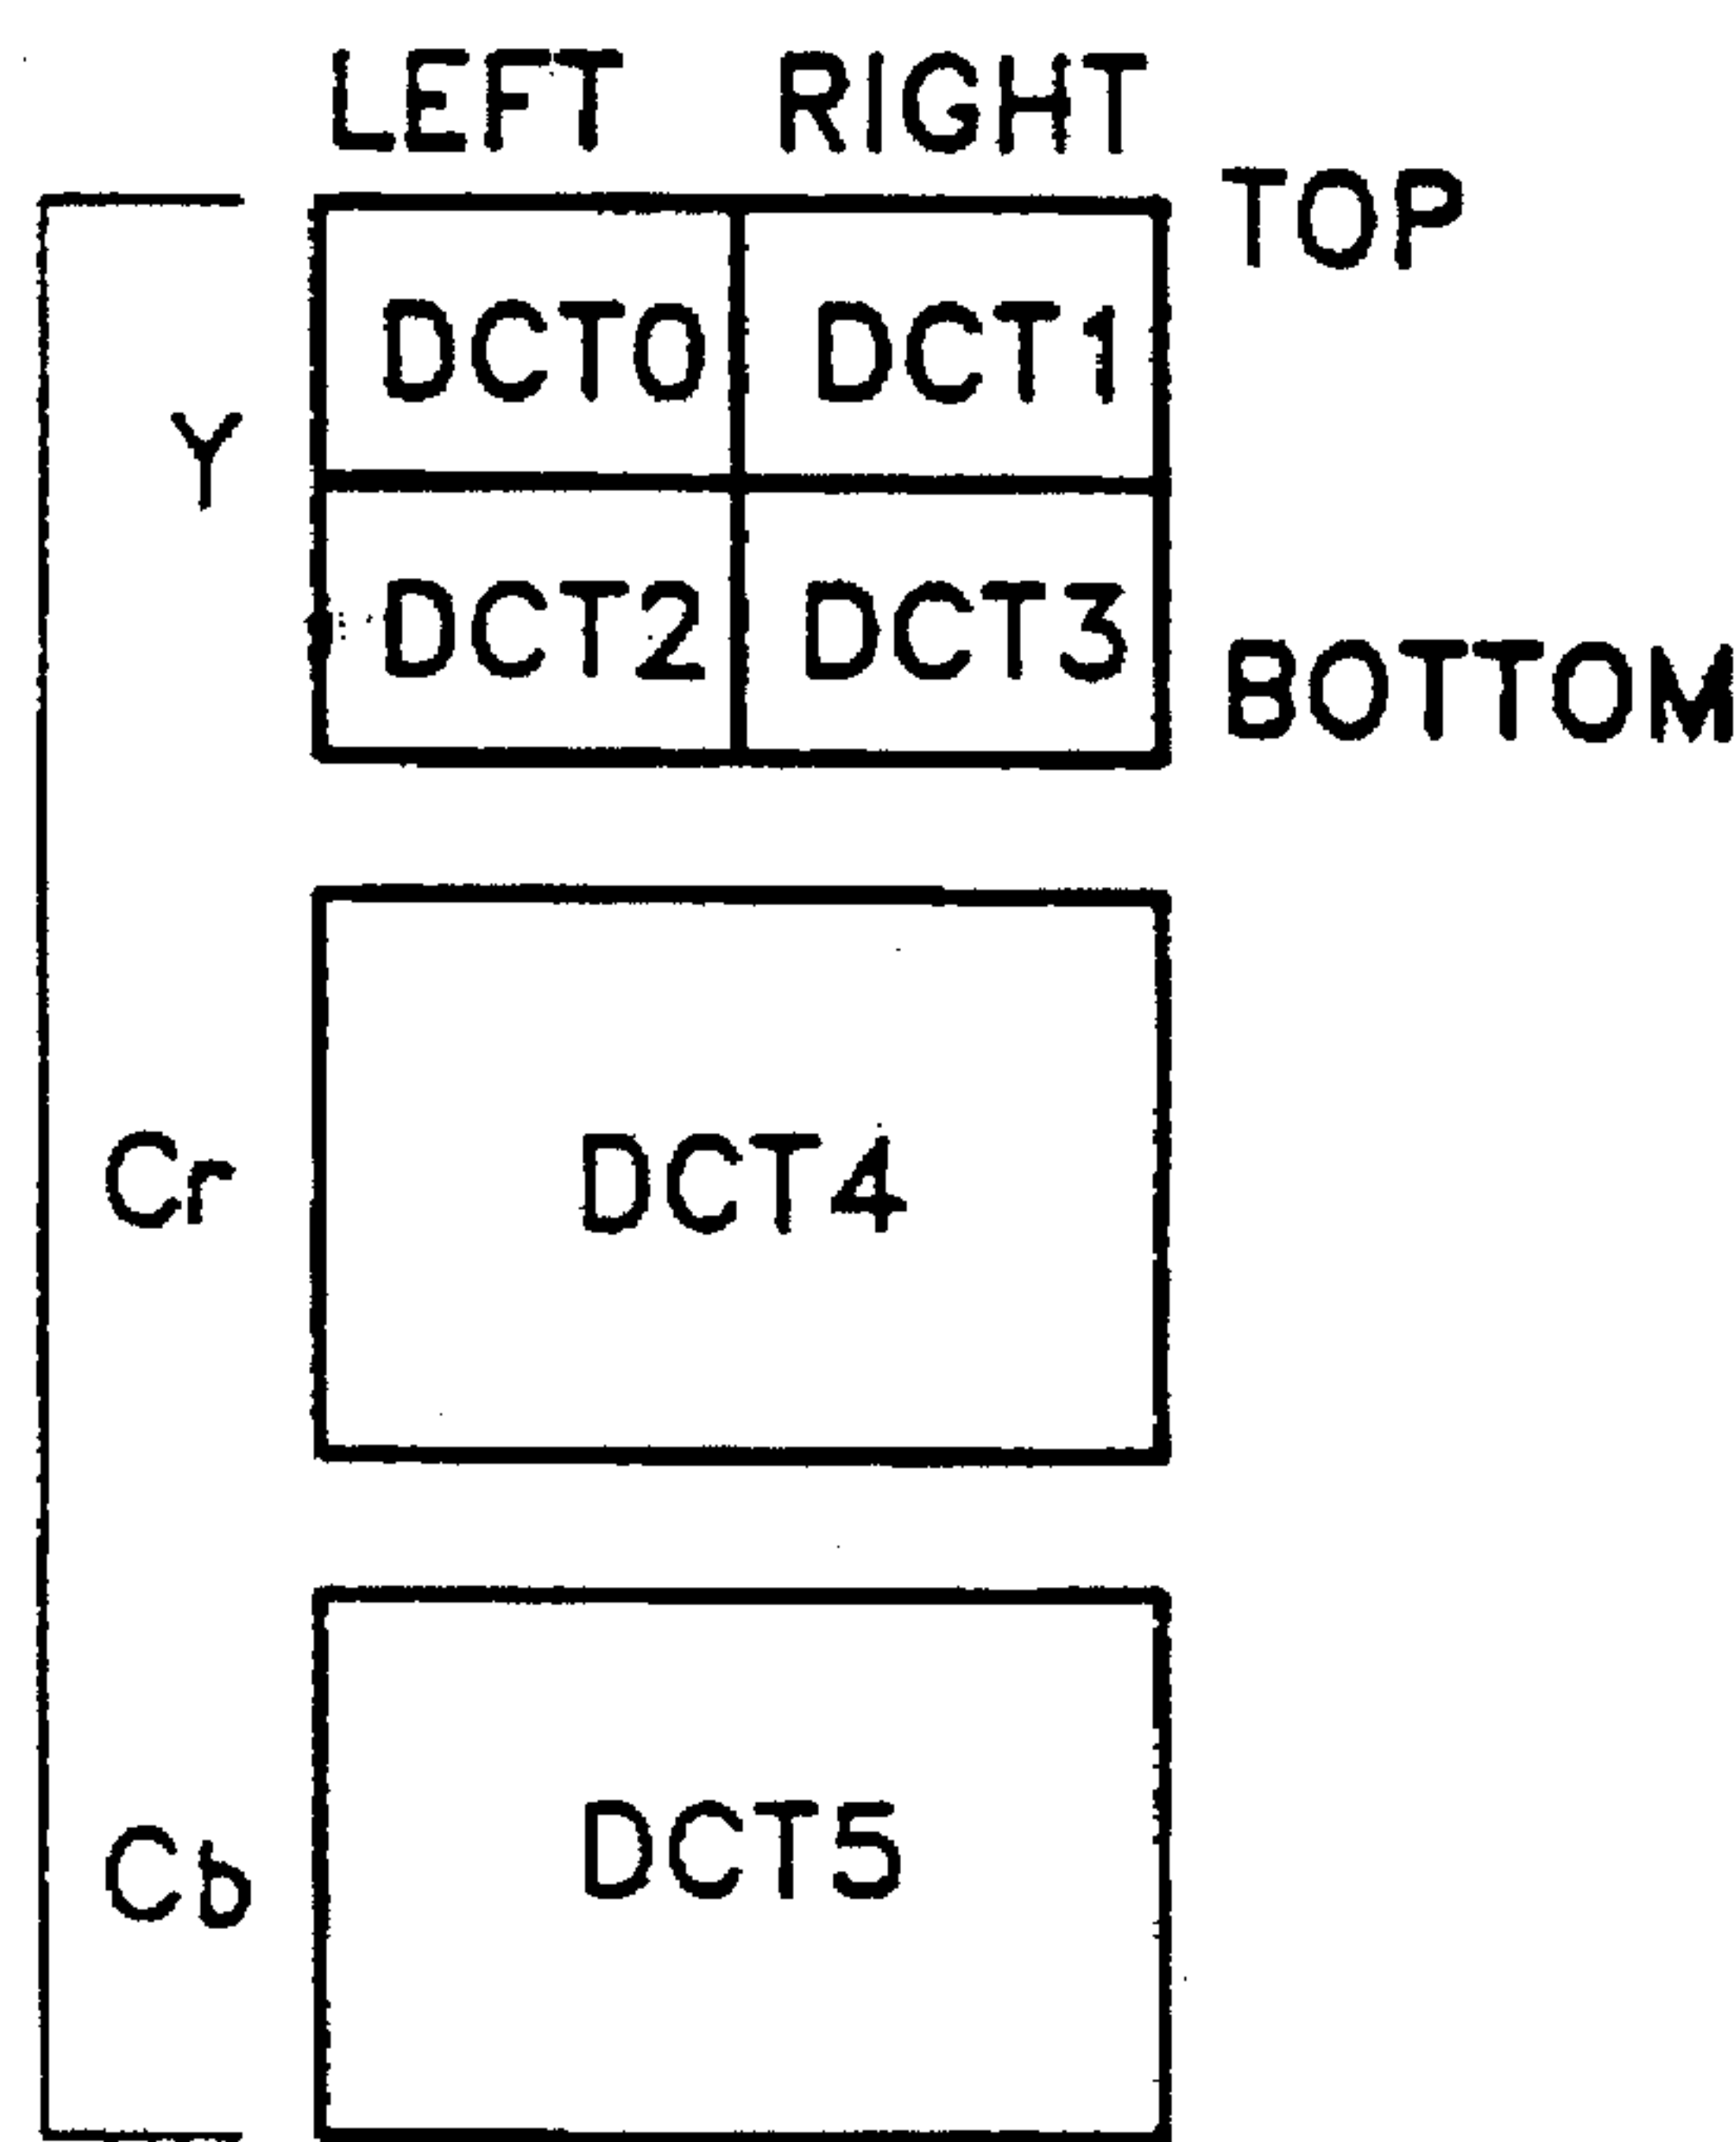 LEFT RIGHT
TOP
DCT0 DCT1
Y
DCT2 DCT3
BOTTOM
Cr DCT4
Cb DCT5